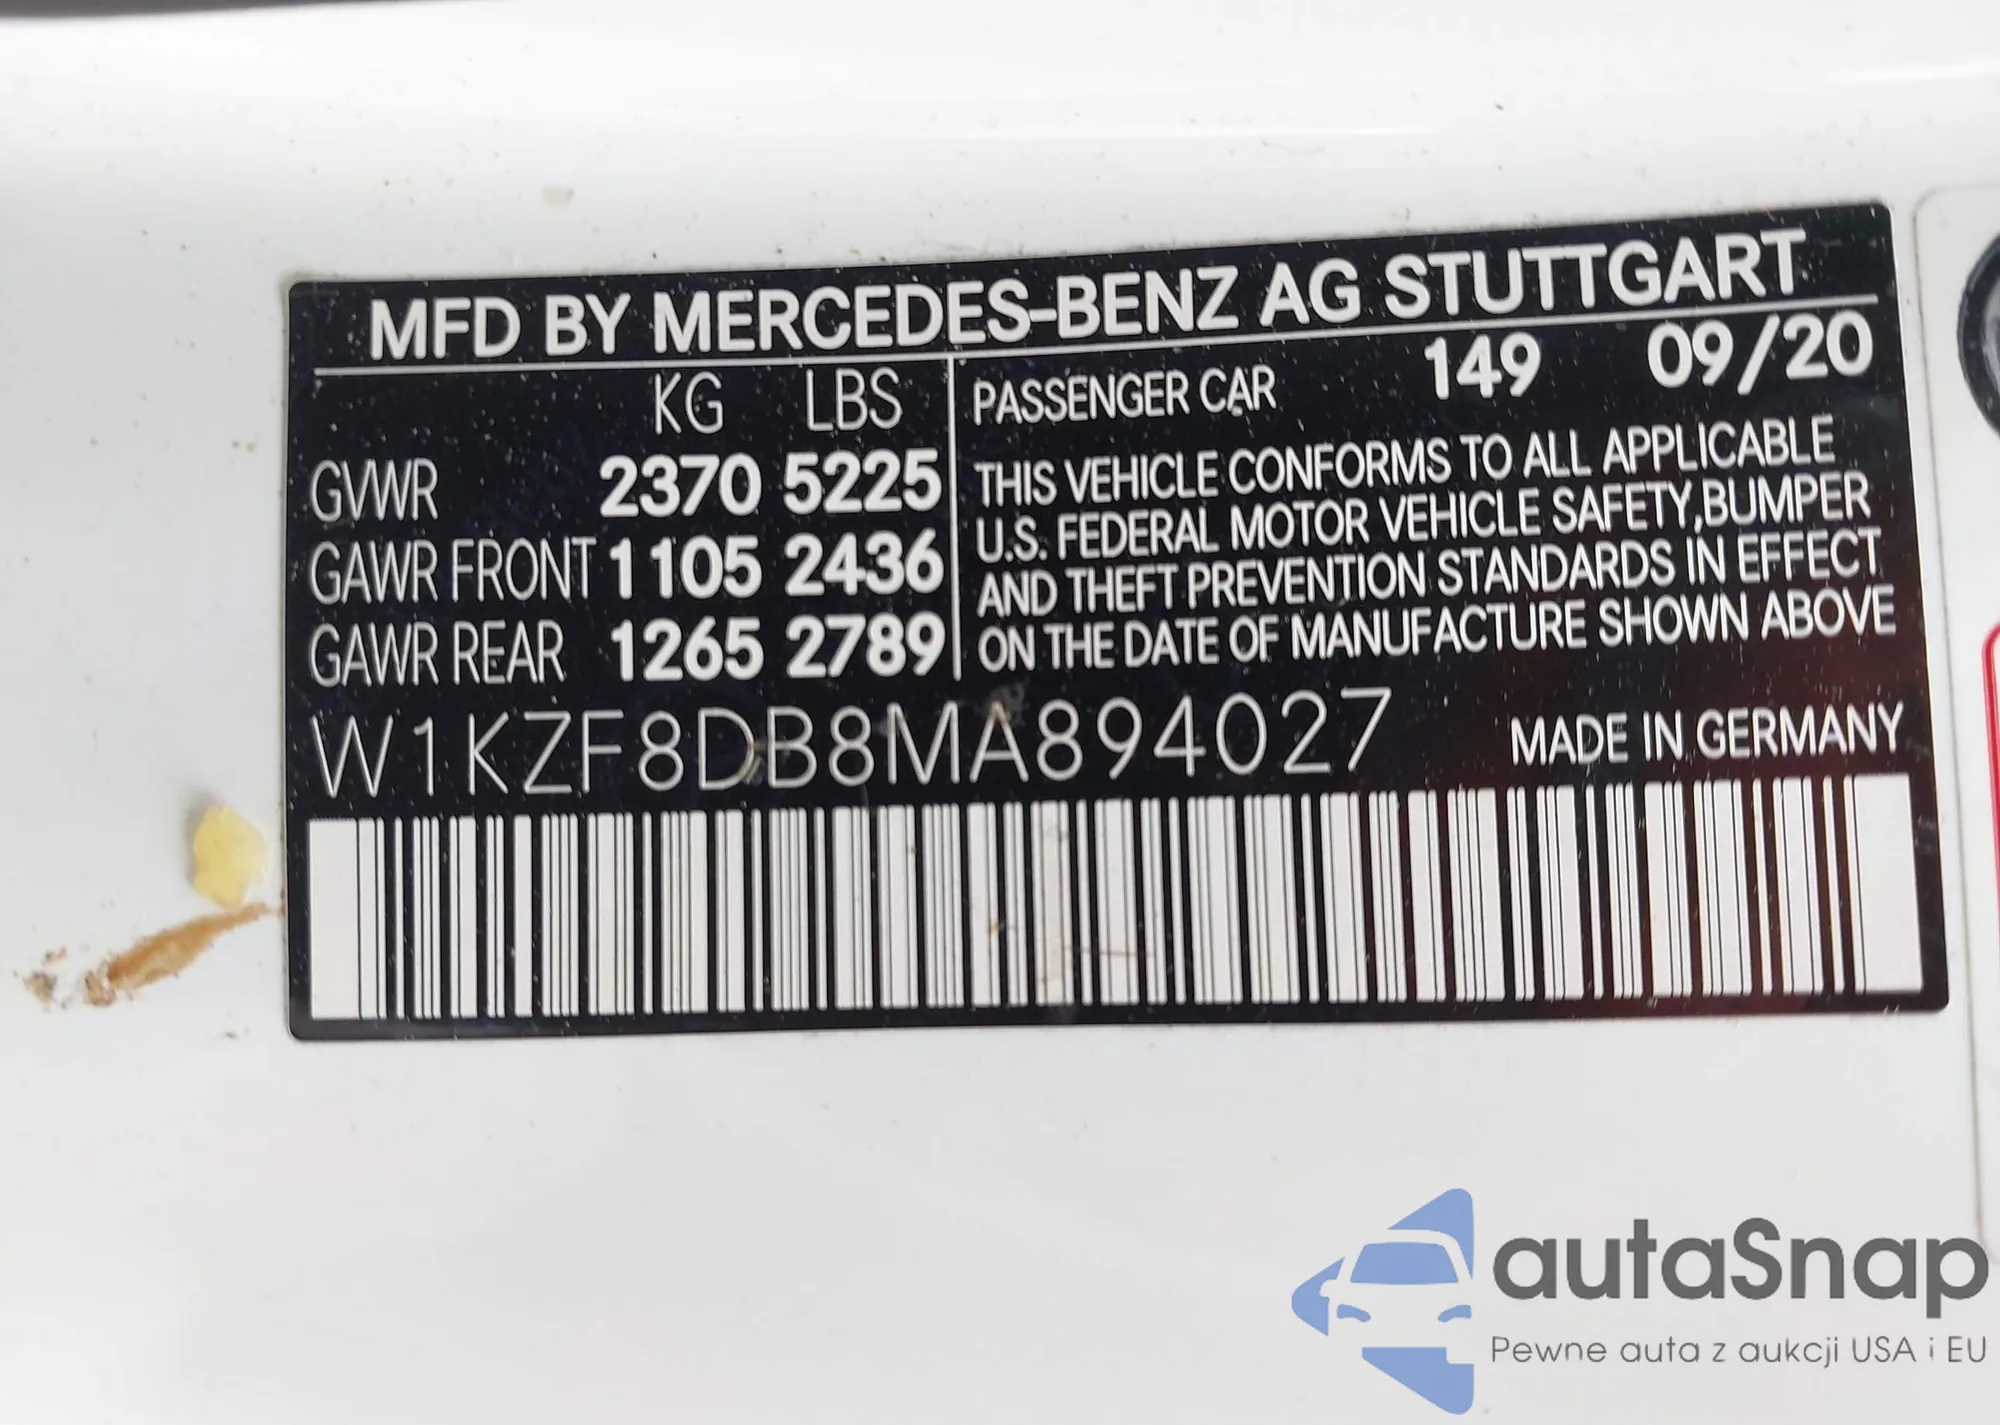 MFD BY MERCEDES-BENZ AG STUTTGART
KG LBS
GVWR 2370 5225
GAWR FRONT 1105 2436
GAWR REAR 1265 2789
PASSENGER CAR 149 09/20
THIS VEHICLE CONFORMS TO ALL APPLICABLE
U.S. FEDERAL MOTOR VEHICLE SAFETY,BUMPER
AND THEFT PREVENTION STANDARDS IN EFFECT
ON THE DATE OF MANUFACTURE SHOWN ABOVE
W1KZF8DB8MA894027 MADE IN GERMANY
autaSnap
Pewne auta z aukcji USA i EU